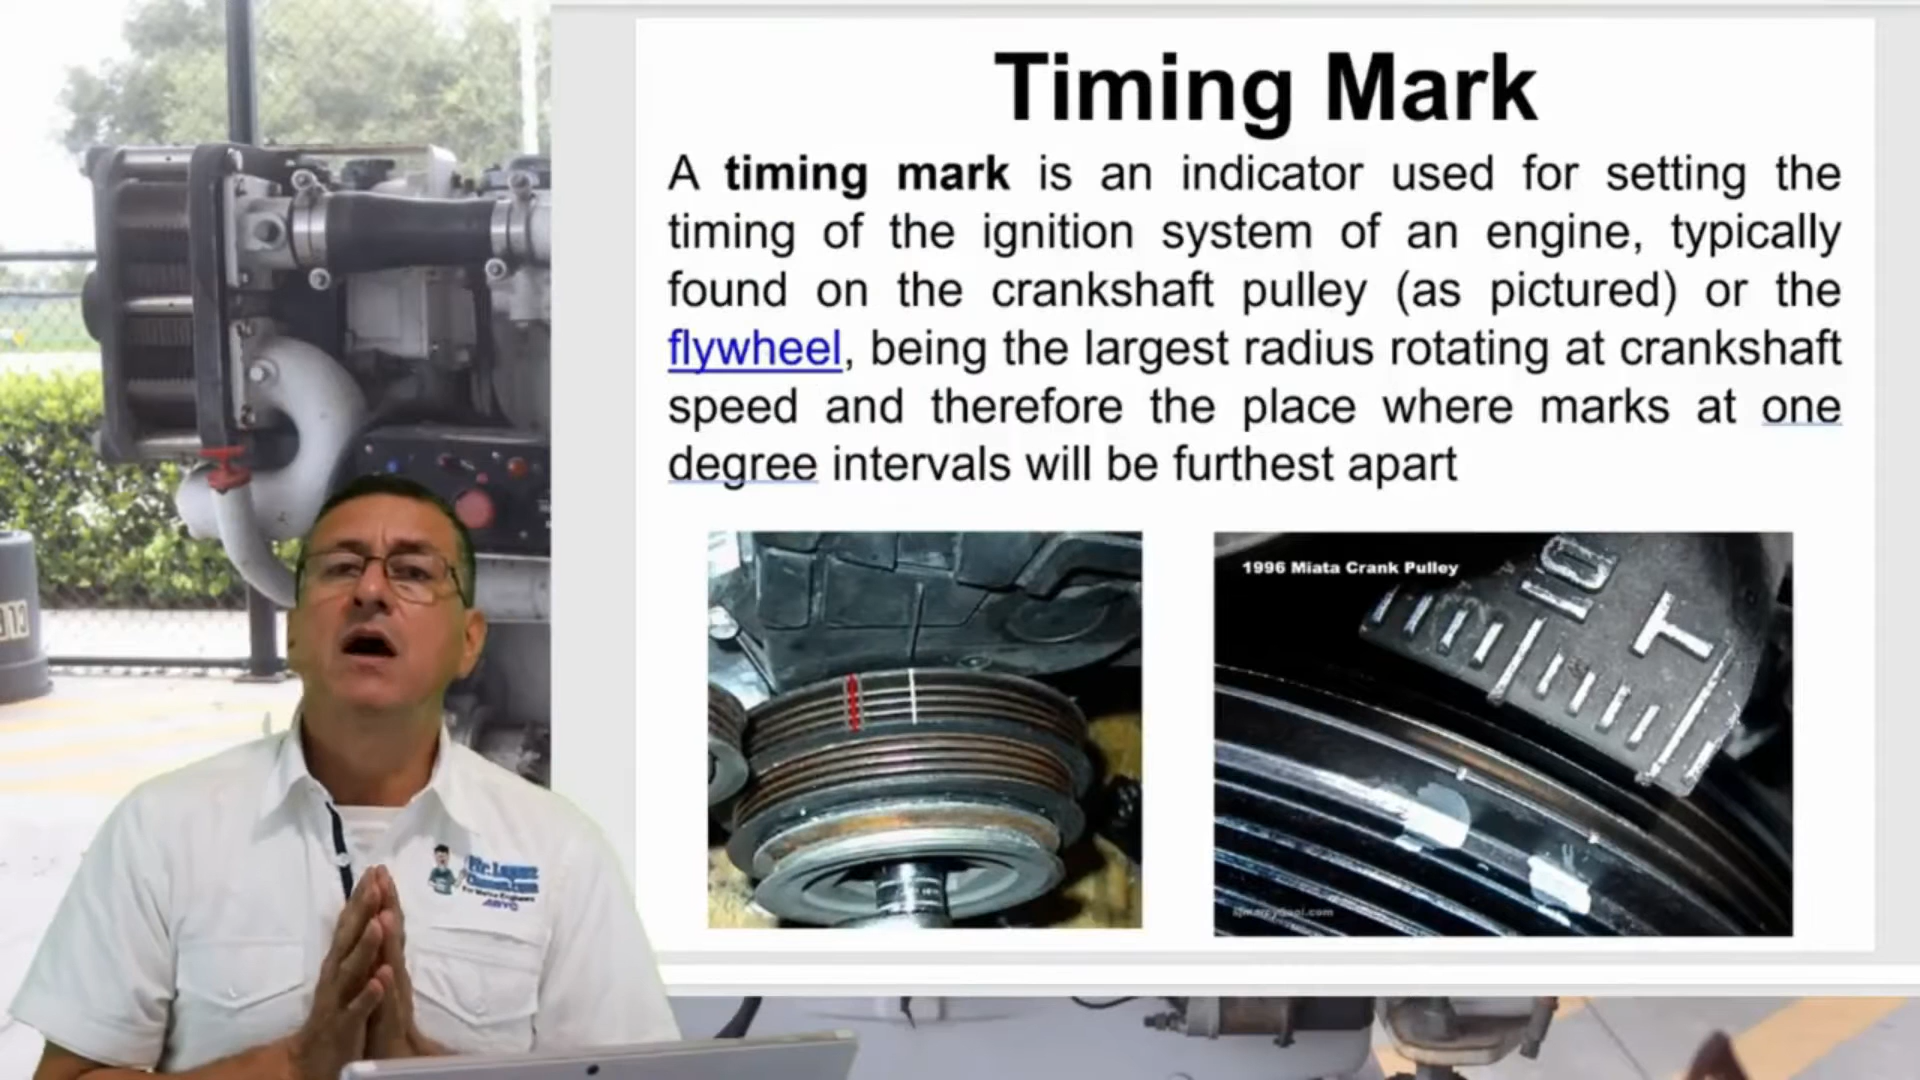 Timing Mark
A timing mark is an indicator used for setting the
timing of the ignition system of an engine, typically
found on the crankshaft pulley (as pictured) or the
flywheel, being the largest radius rotating at crankshaft
speed and therefore the place where marks at one
degree intervals will be furthest apart
1996 Miata Crank Pulley
10
T